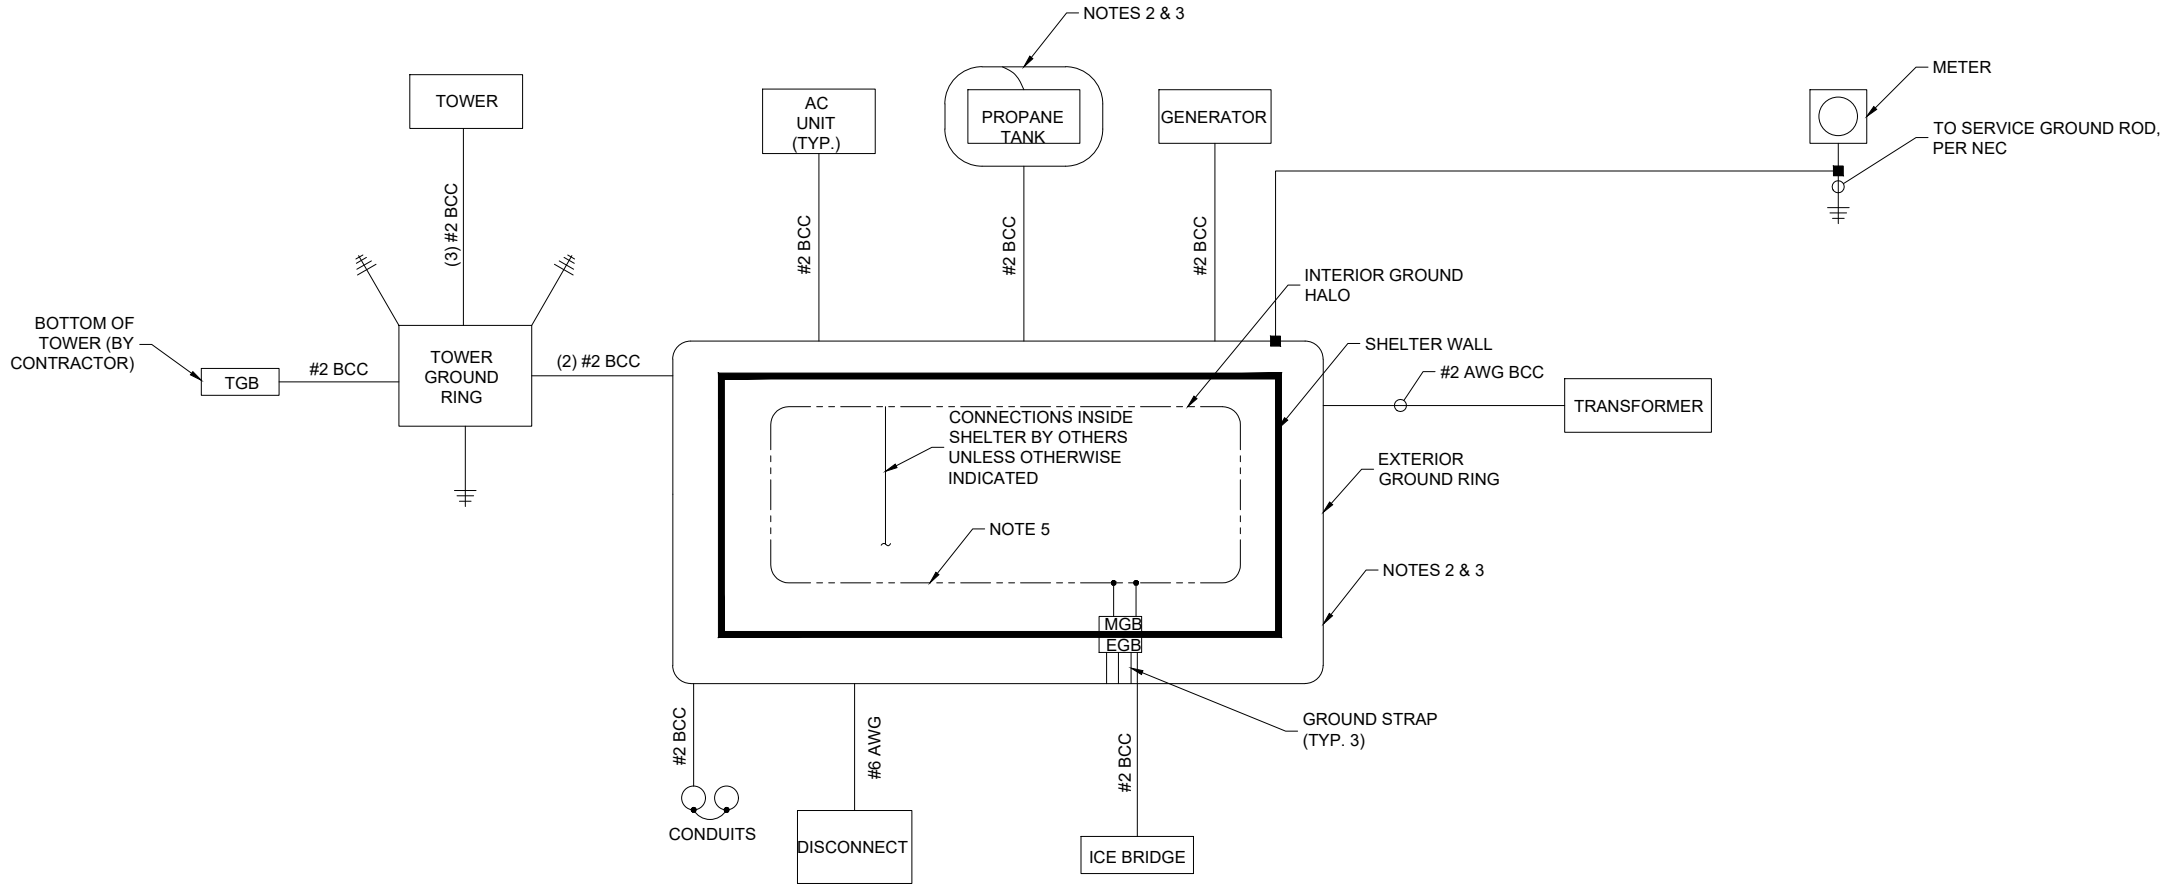 NOTES 2 & 3
METER
TOWER
AC
UNIT
(TYP.)
PROPANE
TANK
GENERATOR
TO SERVICE GROUND ROD,
PER NEC
(3) #2 BCC
#2 BCC
#2 BCC
#2 BCC
INTERIOR GROUND
HALO
BOTTOM OF
TOWER (BY
CONTRACTOR)
TGB
#2 BCC
TOWER
GROUND
RING
(2) #2 BCC
SHELTER WALL
#2 AWG BCC
TRANSFORMER
CONNECTIONS INSIDE
SHELTER BY OTHERS
UNLESS OTHERWISE
INDICATED
EXTERIOR
GROUND RING
NOTE 5
NOTES 2 & 3
MGB
EGB
GROUND STRAP
(TYP. 3)
#2 BCC
#6 AWG
#2 BCC
CONDUITS
DISCONNECT
ICE BRIDGE